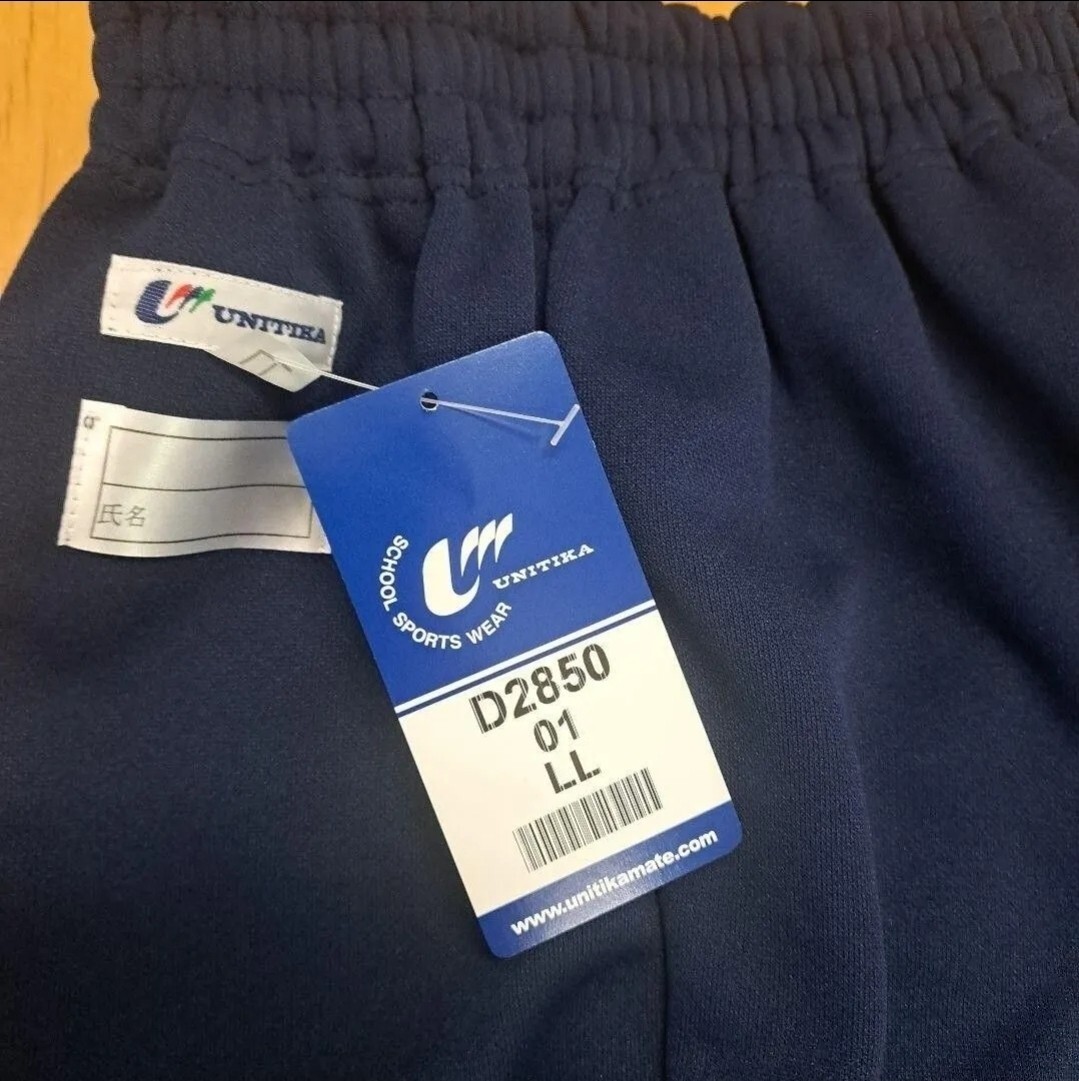 UNITIKA
氏名
UNITIKA
SCHOOL SPORTS WEAR
D2850
01
LL
www.unitikamate.com